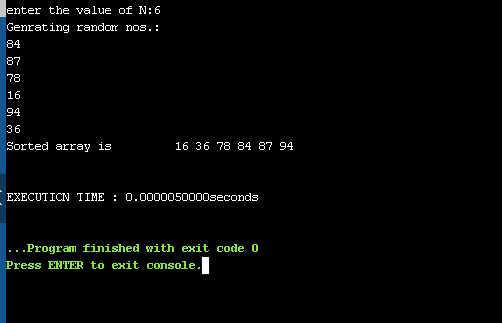 enter the value of N:6
Genrating random nos.:
84
87
78
16
94
36
Sorted array is 16 36 78 84 87 94
EXECUTION TIME : 0.0000050000seconds
...Program finished with exit code 0
Press ENTER to exit console.